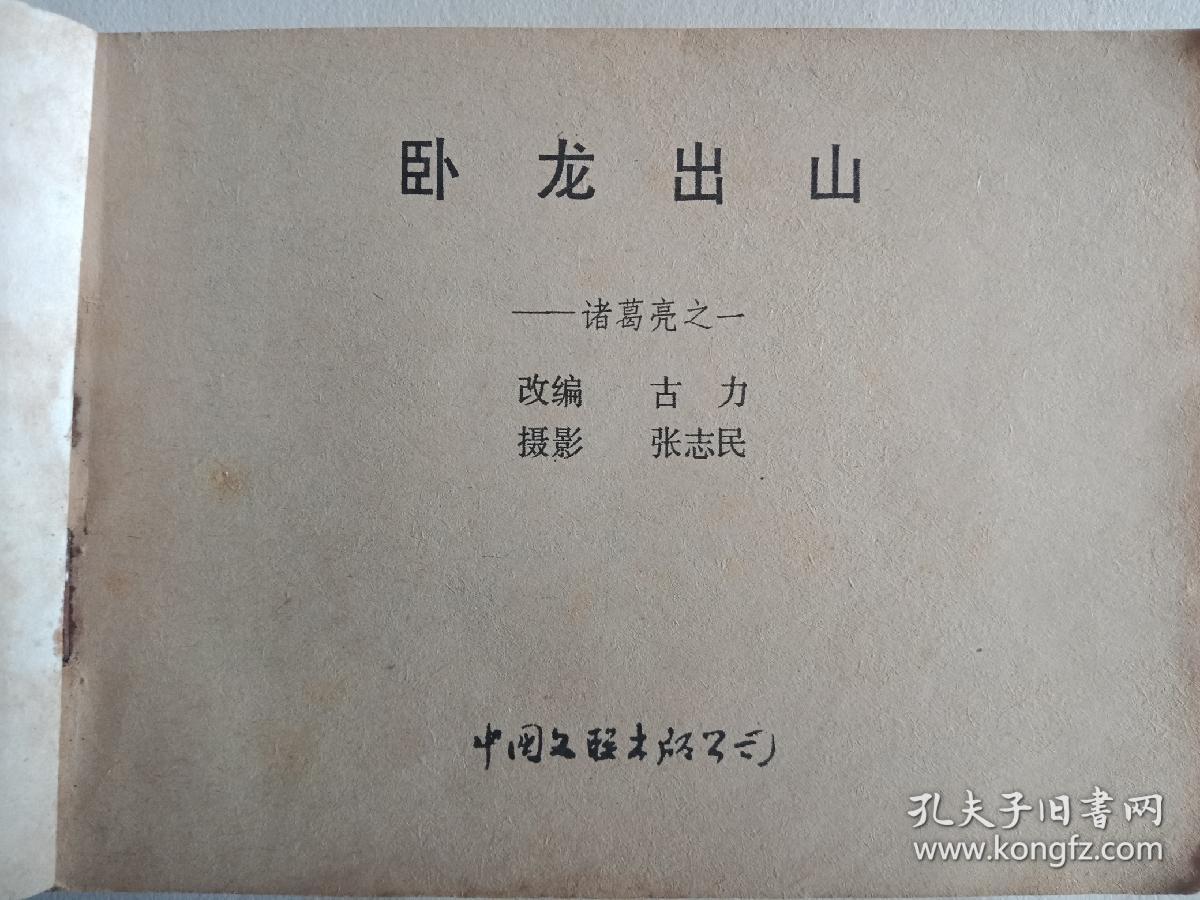 卧龙出山
——诸葛亮之一
改编 古力
摄影 张志民
中国文联出版公司
孔夫子旧書网
www.kongfz.com